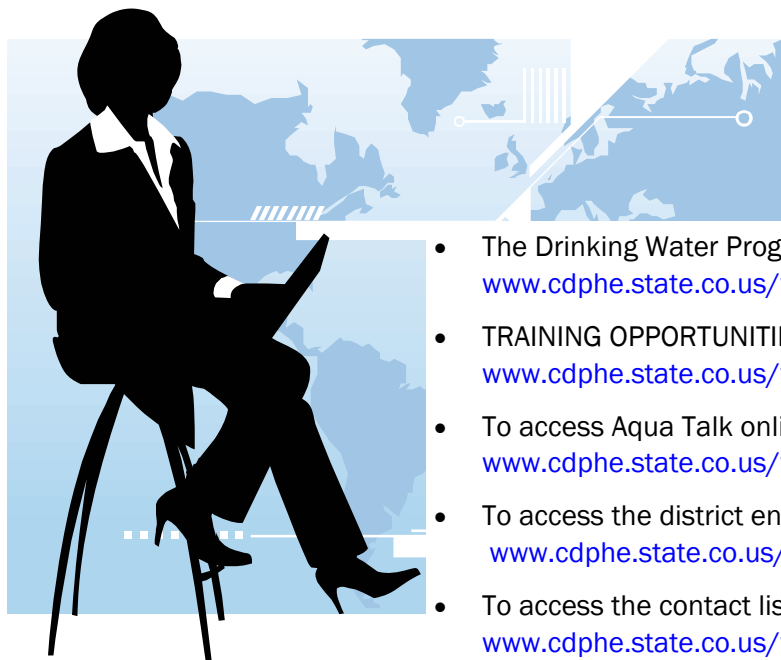 • The Drinking Water Prog
www.cdphe.state.co.us/
• TRAINING OPPORTUNITI
www.cdphe.state.co.us/
• To access Aqua Talk onli
www.cdphe.state.co.us/
• To access the district en
www.cdphe.state.co.us/
• To access the contact lis
www.cdphe.state.co.us/